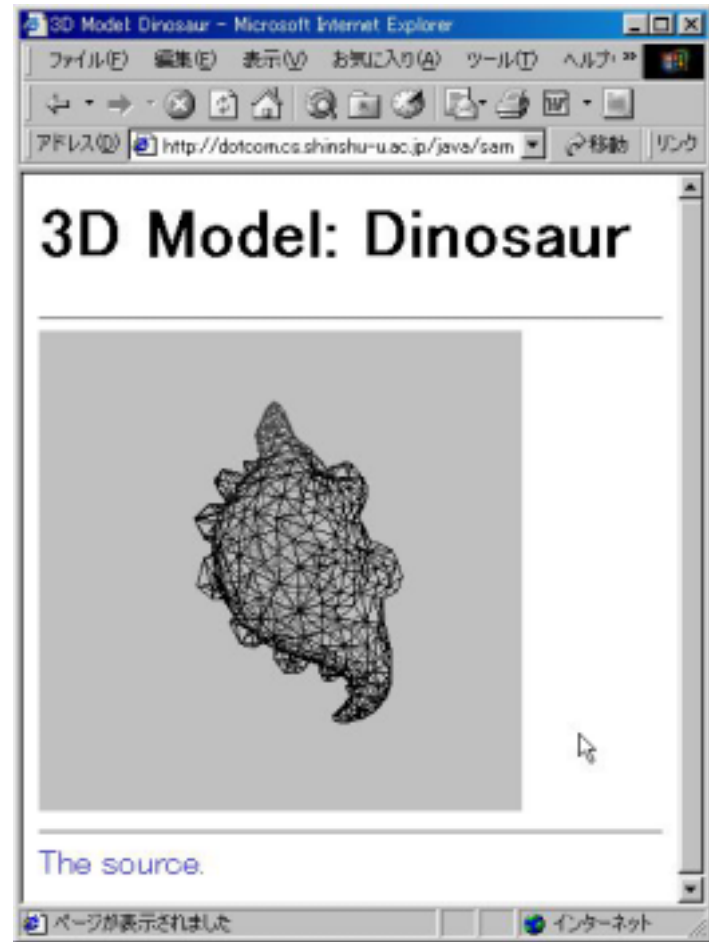 3D Model: Dinosaur - Microsoft Internet Explorer
ファイル(F) 編集(E) 表示(V) お気に入り(A) ツール(T) ヘルプ( »
アドレス(D) http://dotcom.cs.shinshu-u.ac.jp/java/sam 移動 リンク
3D Model: Dinosaur
The source.
ページが表示されました インターネット